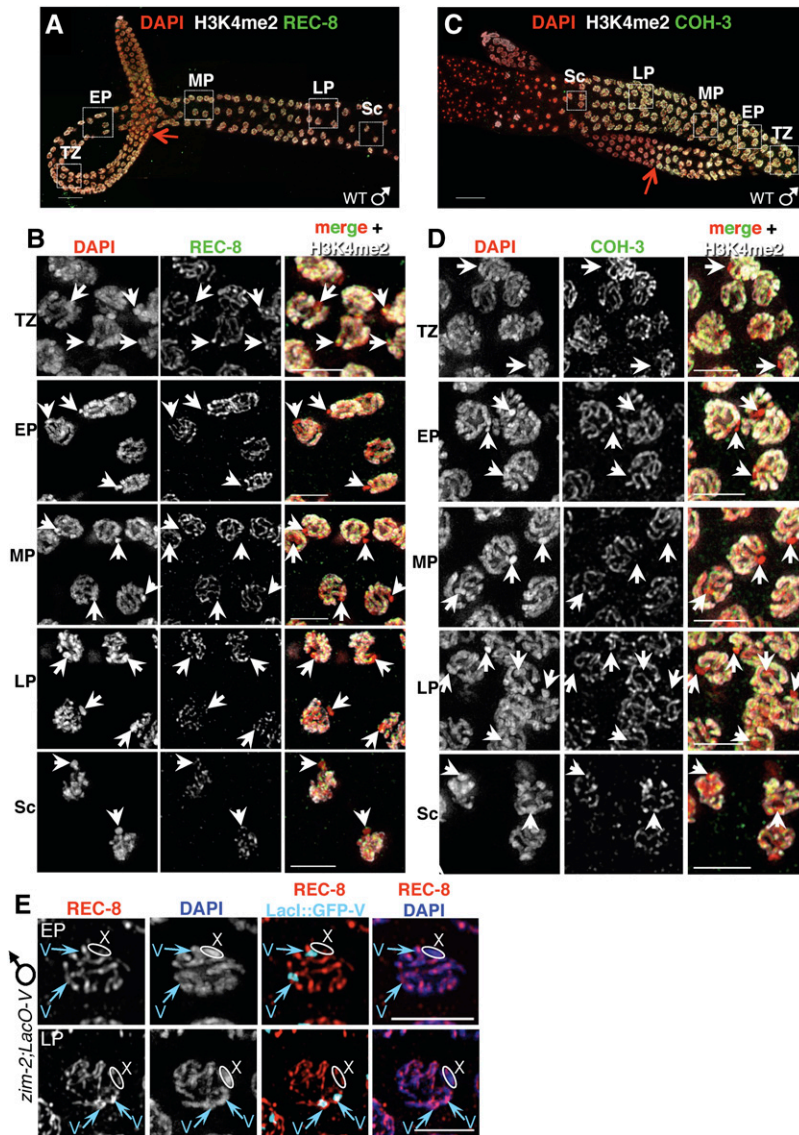 A DAPI H3K4me2 REC-8
EP MP LP Sc
TZ
WT ♂
C DAPI H3K4me2 COH-3
Sc LP MP EP TZ
WT ♂
B DAPI REC-8 merge + H3K4me2
TZ
EP
MP
LP
Sc
D DAPI COH-3 merge + H3K4me2
TZ
EP
MP
LP
Sc
E REC-8 DAPI REC-8 LacI::GFP-V REC-8 DAPI
♂ zim-2;LacO-V
EP V X V X V X V X
V V V V
LP X X X X
V V V V V V V V